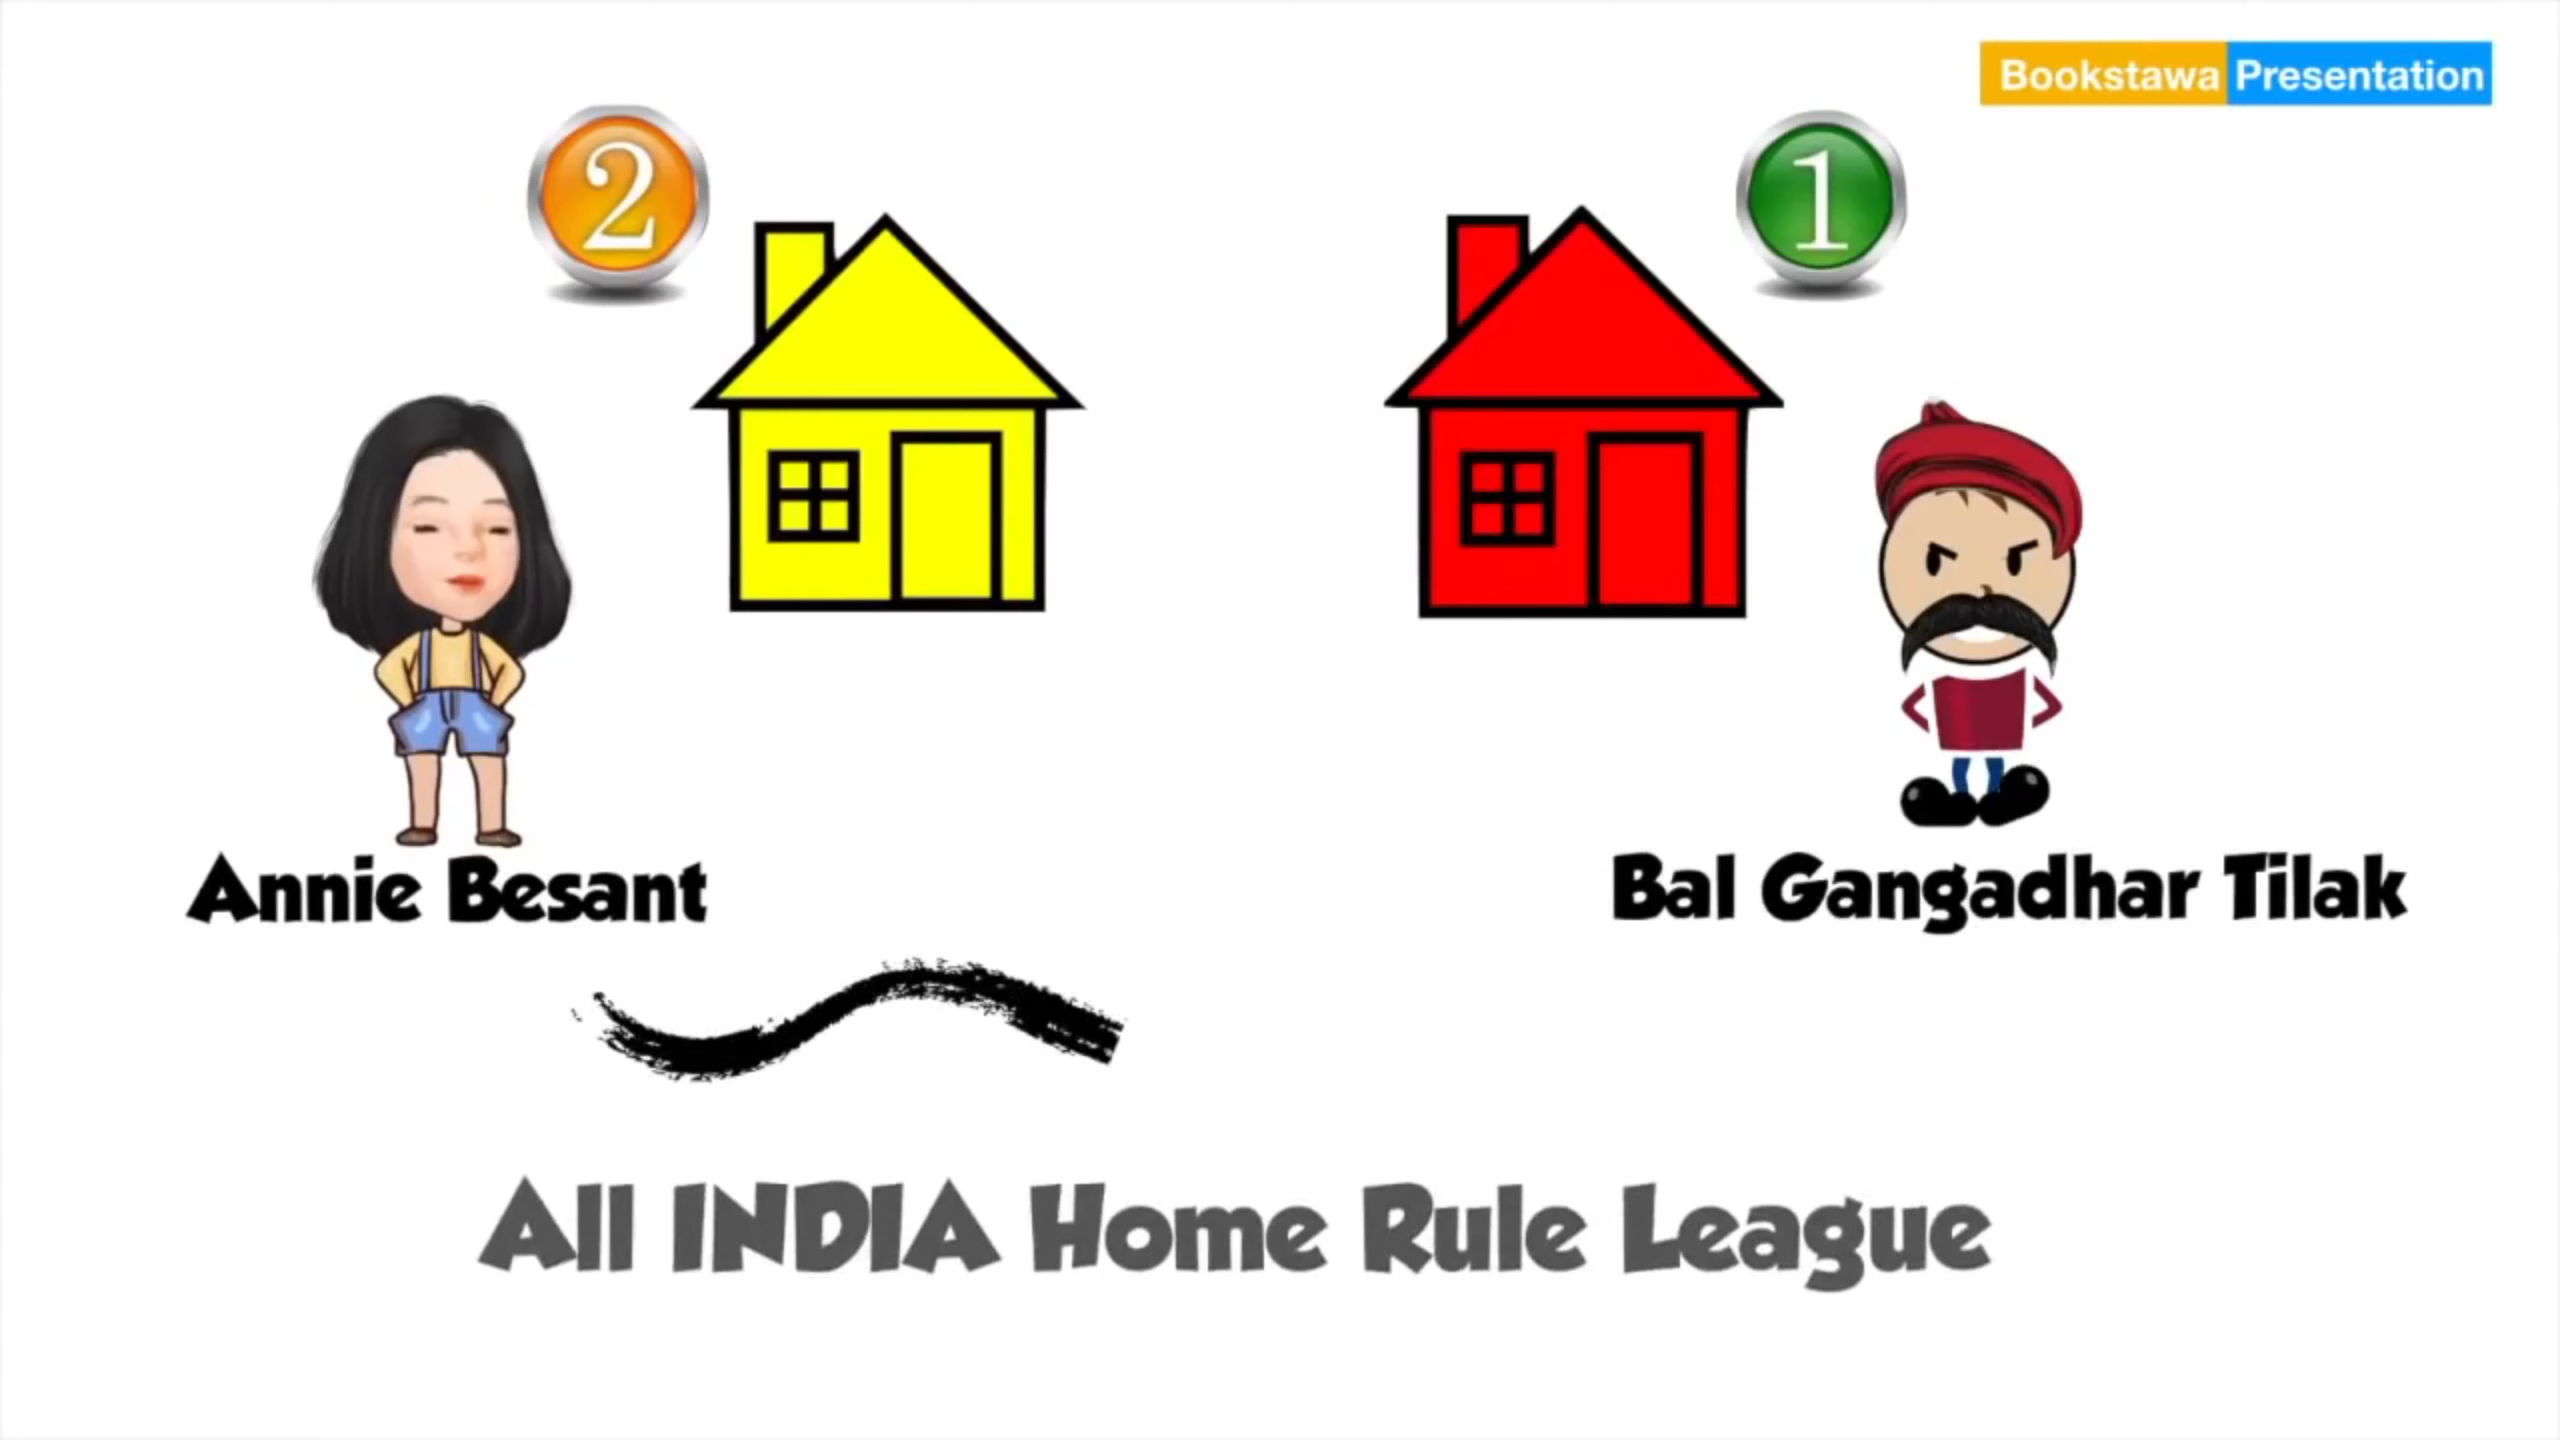 Bookstawa Presentation
2
1
Annie Besant
Bal Gangadhar Tilak
All INDIA Home Rule League